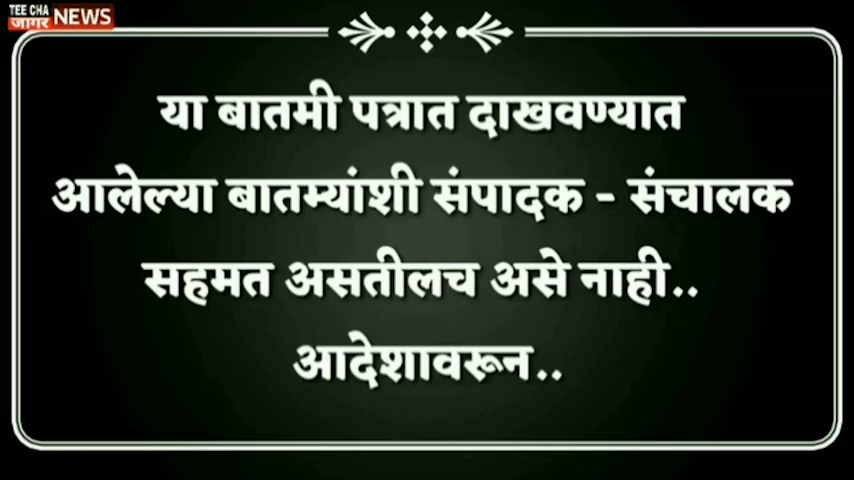 TEE CHA
जागर NEWS
या बातमी पत्रात दाखवण्यात
आलेल्या बातम्यांशी संपादक - संचालक
सहमत असतीलच असे नाही..
आदेशावरून..